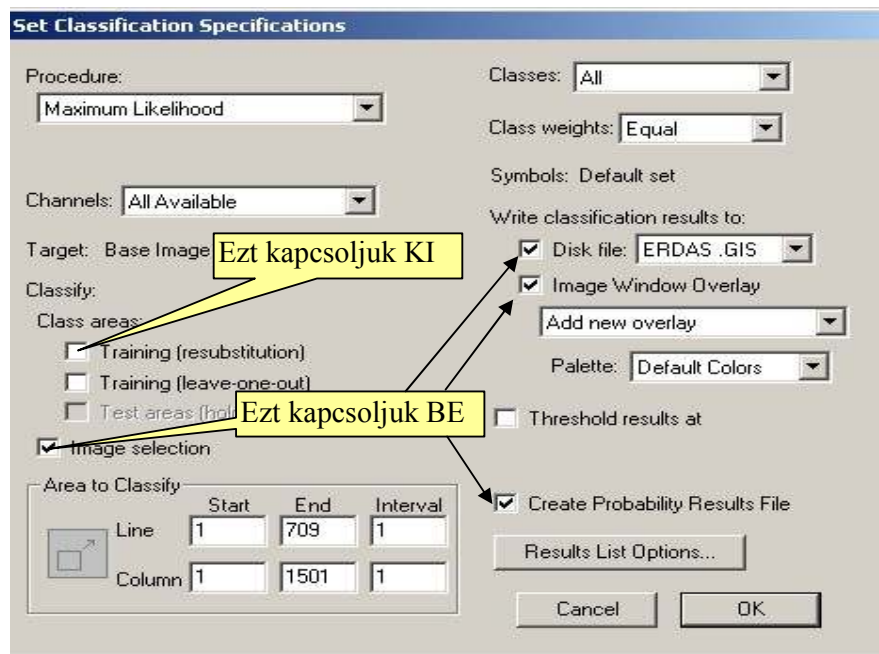 Set Classification Specifications
Procedure:
Maximum Likelihood
Channels: All Available
Target: Base Image
Ezt kapcsoljuk KI
Classify:
Class areas:
Training (resubstitution)
Training (leave-one-out)
Test areas (hol
Ezt kapcsoljuk BE
Image selection
Area to Classify
Start End Interval
Line 1 709 1
Column 1 1501 1
Classes: All
Class weights: Equal
Symbols: Default set
Write classification results to:
Disk file: ERDAS .GIS
Image Window Overlay
Add new overlay
Palette: Default Colors
Threshold results at
Create Probability Results File
Results List Options...
Cancel OK